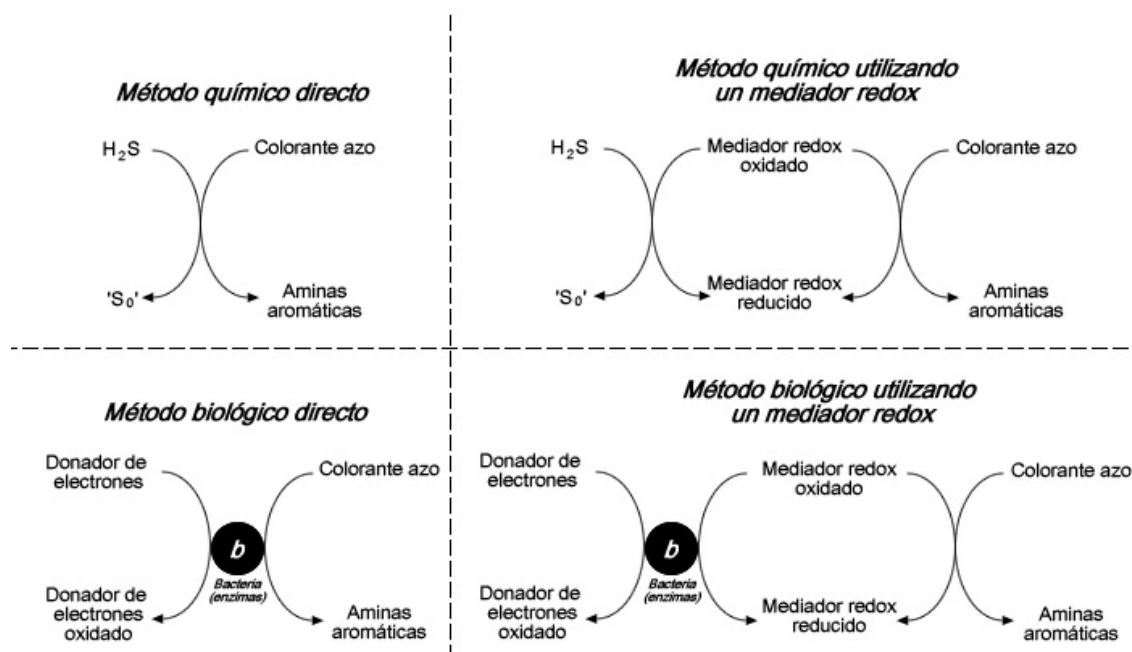 Método químico directo
H₂S
Colorante azo
'S₀'
Aminas
aromáticas
Método químico utilizando
un mediador redox
H₂S
Mediador redox
oxidado
Colorante azo
'S₀'
Mediador redox
reducido
Aminas
aromáticas
Método biológico directo
Donador de
electrones
Colorante azo
b
Bacteria
(enzimas)
Donador de
electrones
oxidado
Aminas
aromáticas
Método biológico utilizando
un mediador redox
Donador de
electrones
Mediador redox
oxidado
Colorante azo
b
Bacteria
(enzimas)
Donador de
electrones
oxidado
Mediador redox
reducido
Aminas
aromáticas